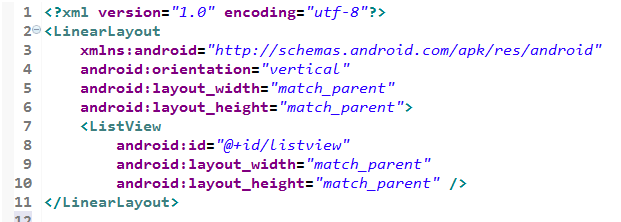 1 <?xml version="1.0" encoding="utf-8"?>
2 <LinearLayout
3     xmlns:android="http://schemas.android.com/apk/res/android"
4     android:orientation="vertical"
5     android:layout_width="match_parent"
6     android:layout_height="match_parent">
7     <ListView
8         android:id="@+id/listview"
9         android:layout_width="match_parent"
10         android:layout_height="match_parent" />
11 </LinearLayout>
12